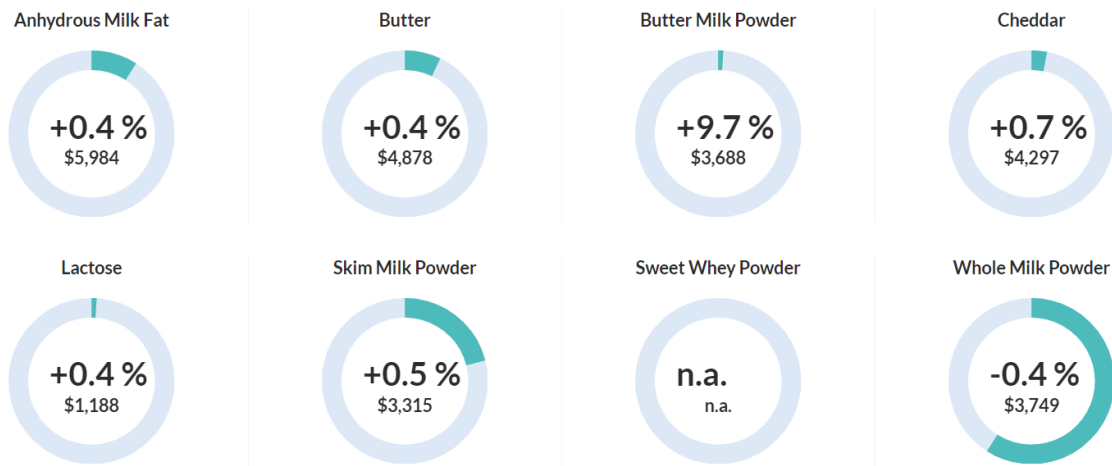 Anhydrous Milk Fat
+0.4 %
$5,984
Butter
+0.4 %
$4,878
Butter Milk Powder
+9.7 %
$3,688
Cheddar
+0.7 %
$4,297
Lactose
+0.4 %
$1,188
Skim Milk Powder
+0.5 %
$3,315
Sweet Whey Powder
n.a.
n.a.
Whole Milk Powder
-0.4 %
$3,749